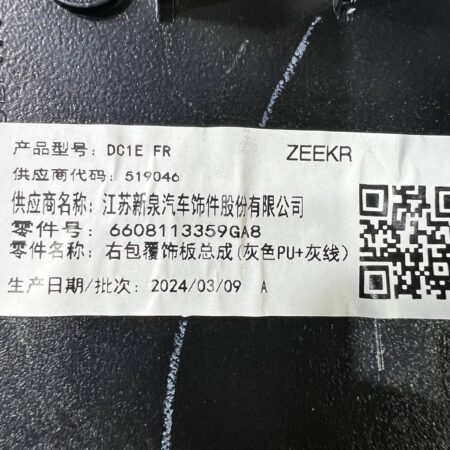 产品型号: DC1E FR ZEEKR
供应商代码: 519046
供应商名称: 江苏新泉汽车饰件股份有限公司
零件号: 6608113359GA8
零件名称: 右包覆饰板总成(灰色PU+灰线)
生产日期/批次: 2024/03/09 A